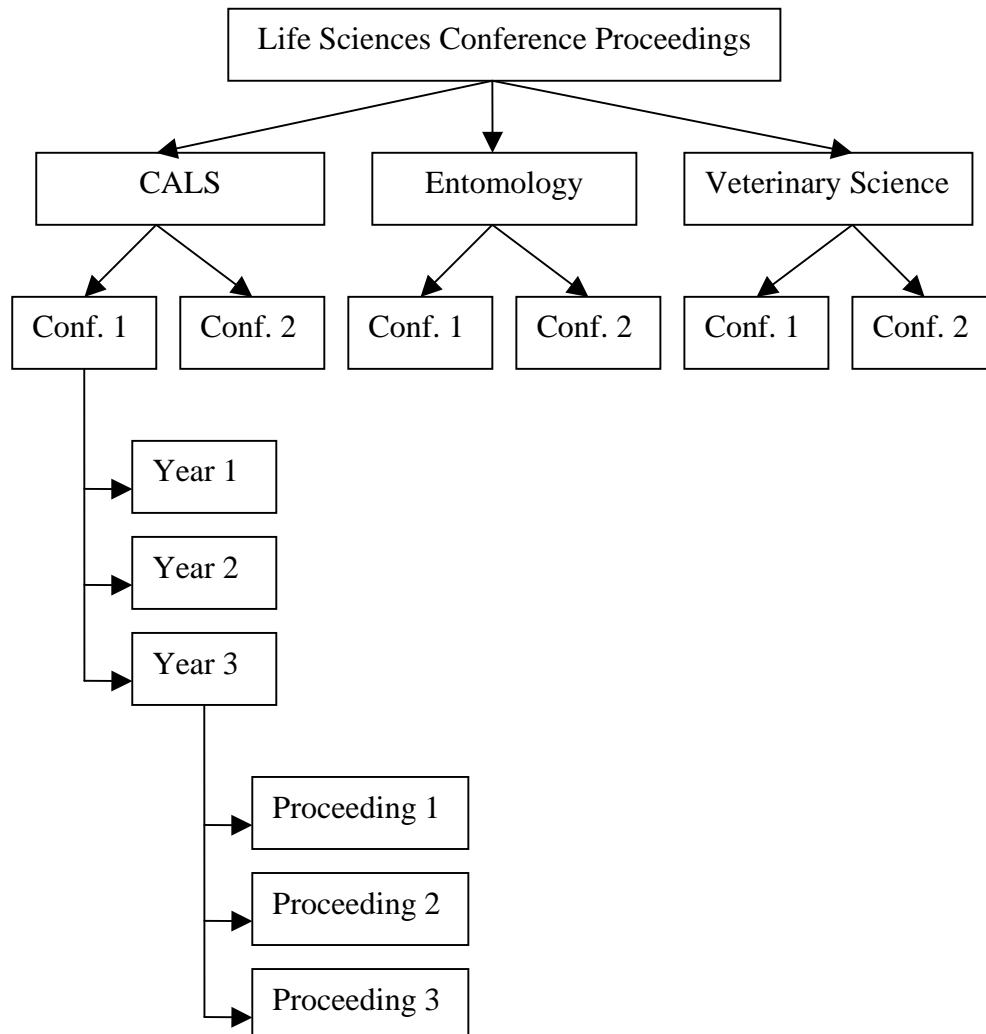 Life Sciences Conference Proceedings
CALS
Entomology
Veterinary Science
Conf. 1
Conf. 2
Conf. 1
Conf. 2
Conf. 1
Conf. 2
Year 1
Year 2
Year 3
Proceeding 1
Proceeding 2
Proceeding 3